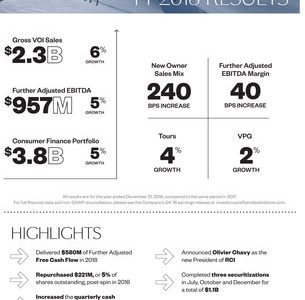 FY 2018 RESULTS
Gross VOI Sales
$2.3B 6%
GROWTH
Further Adjusted EBITDA
$957M 5%
GROWTH
Consumer Finance Portfolio
$3.8B 5%
GROWTH
New Owner
Sales Mix
240
BPS INCREASE
Further Adjusted
EBITDA Margin
40
BPS INCREASE
Tours
4%
GROWTH
VPG
2%
GROWTH
All results are for the year ended December 31, 2018, compared to the same period in 2017.
For full financial data and non-GAAP reconciliation, please see the Company's Q4 '18 earnings release at
HIGHLIGHTS
Delivered $580M of Further Adjusted
Free Cash Flow in 2018
Repurchased $221M, or 5% of
shares outstanding, post-spin in 2018
Increased the quarterly cash
Announced Olivier Chavy as the
new President of RCI
Completed three securitizations
in July, October and December for
a total of $1.1B